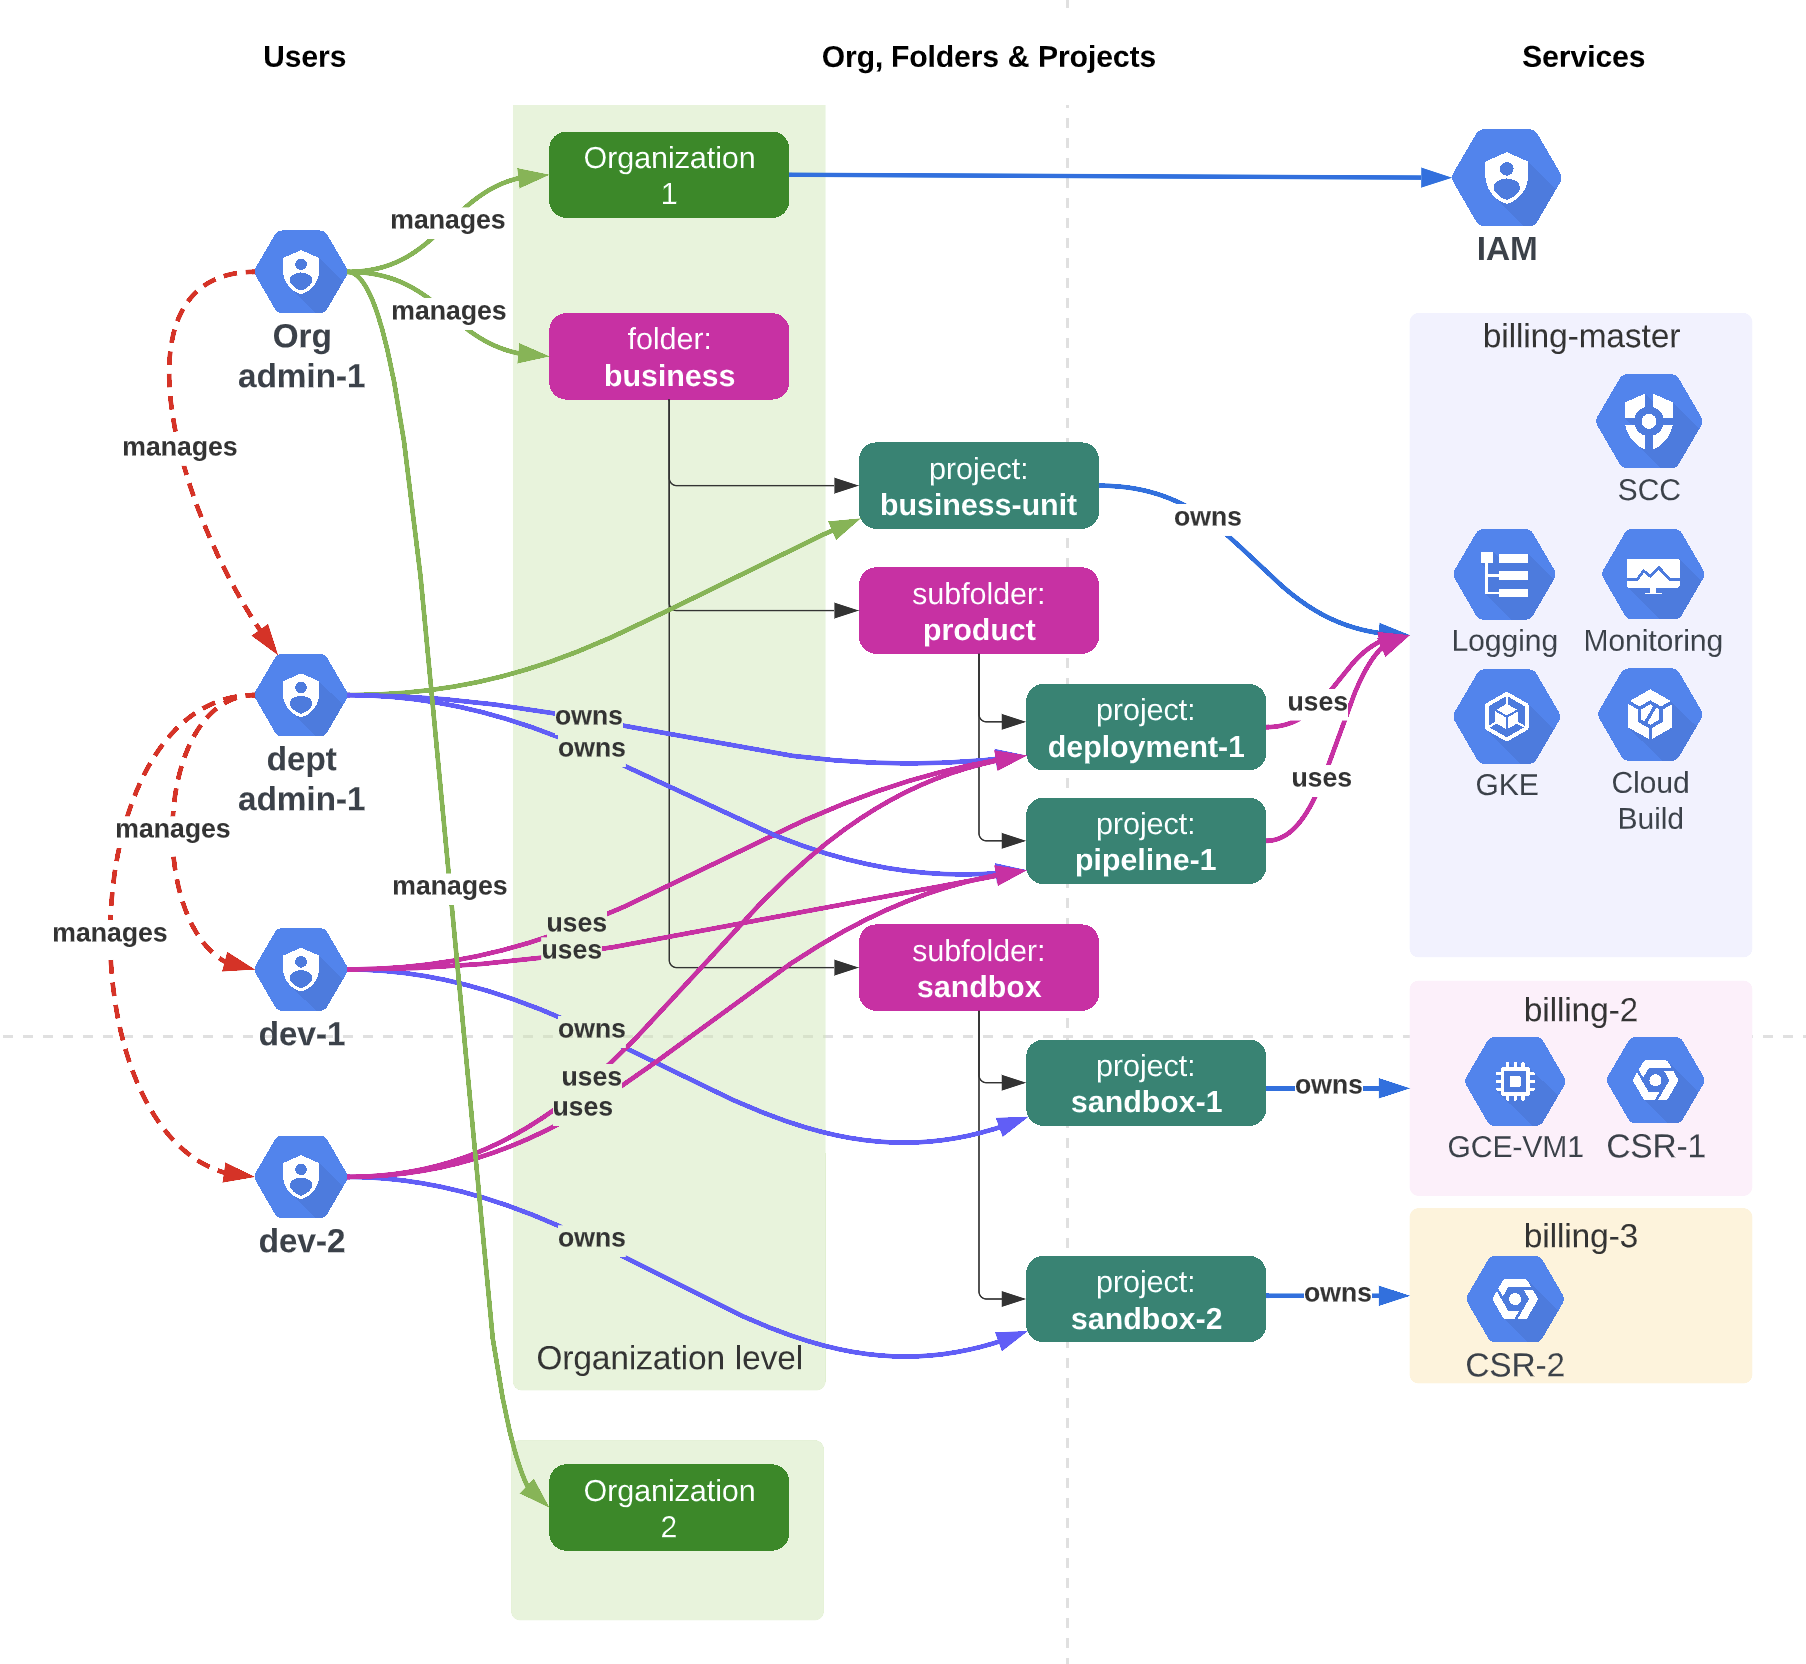 Users
Org, Folders & Projects
Services
Organization
1
manages
IAM
Org
admin-1
manages
folder:
business
billing-master
SCC
manages
project:
business-unit
owns
Logging
Monitoring
subfolder:
product
GKE
Cloud
Build
dept
admin-1
owns
owns
project:
deployment-1
uses
uses
project:
pipeline-1
manages
manages
manages
uses
uses
subfolder:
sandbox
dev-1
owns
billing-2
GCE-VM1
CSR-1
project:
sandbox-1
owns
uses
uses
dev-2
owns
billing-3
CSR-2
project:
sandbox-2
owns
Organization level
Organization
2